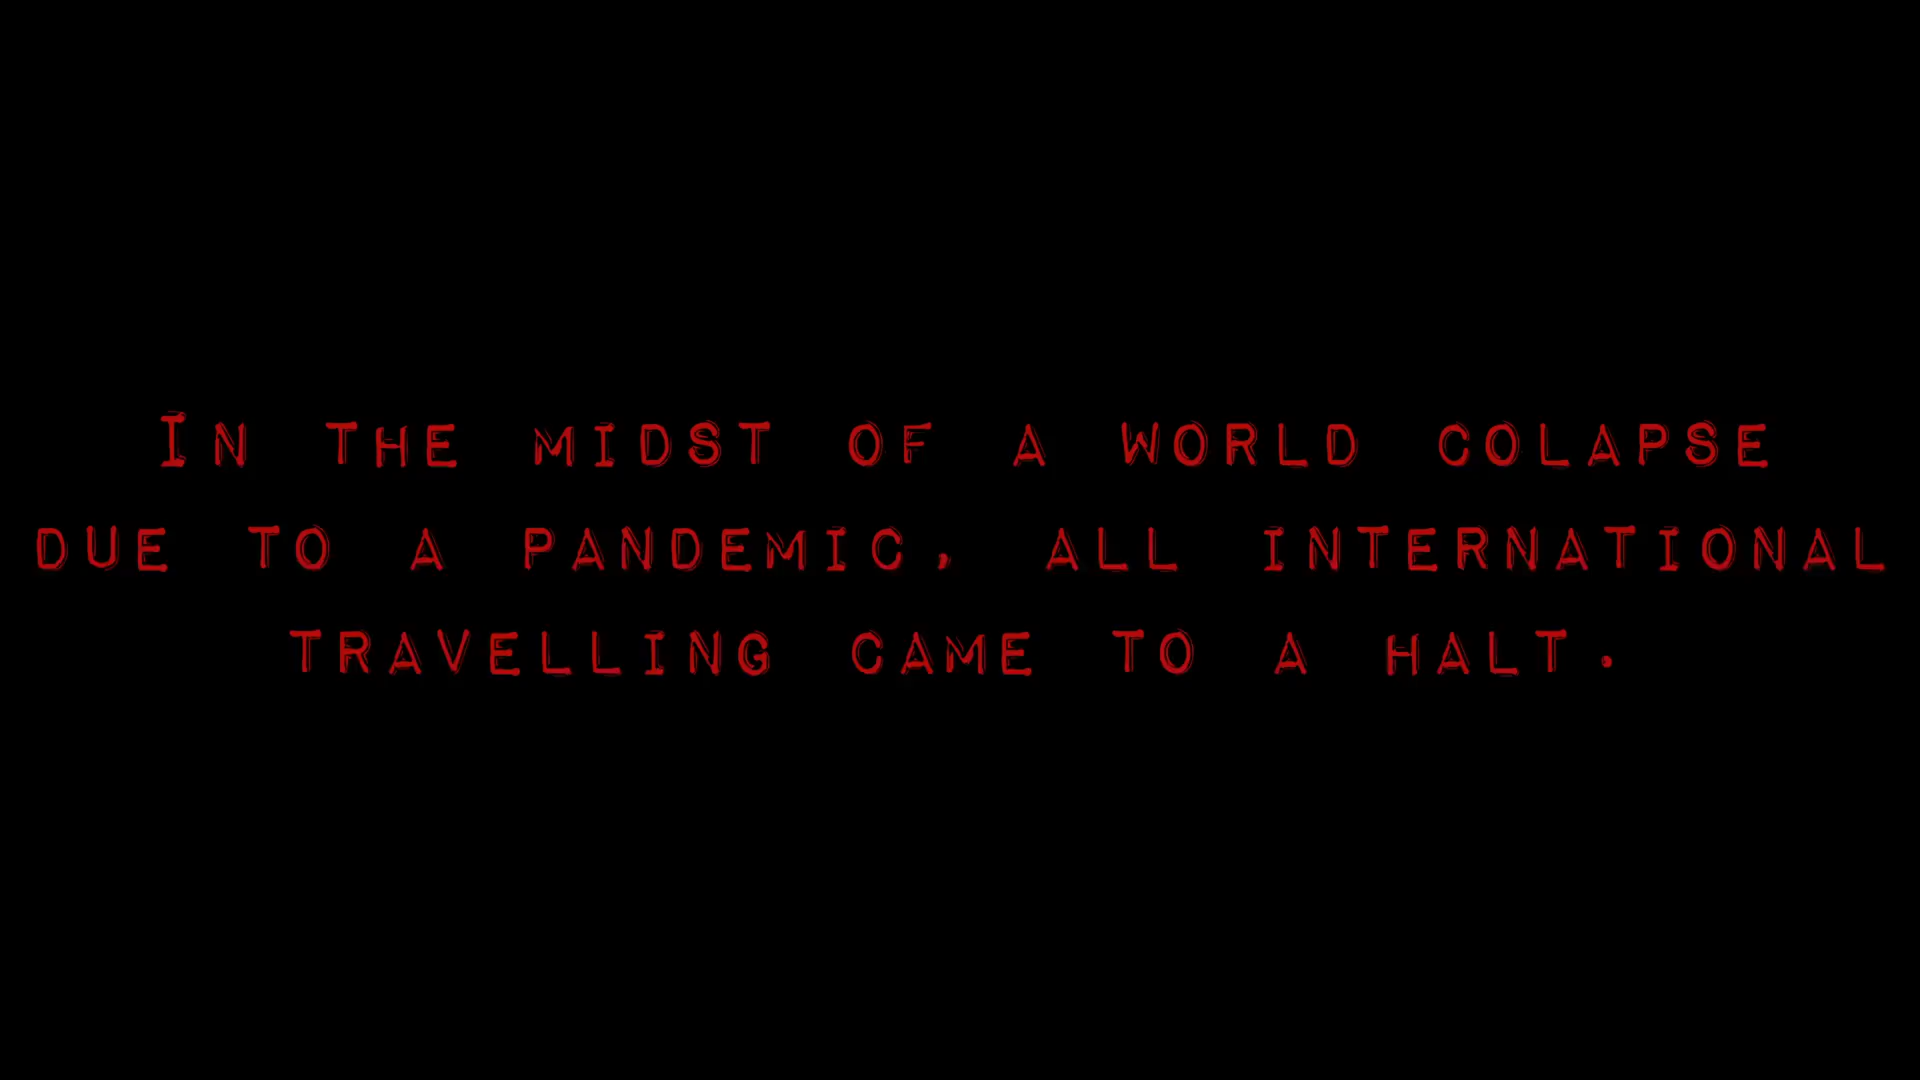 In the midst of a world colapse
due to a pandemic, all international
travelling came to a halt.